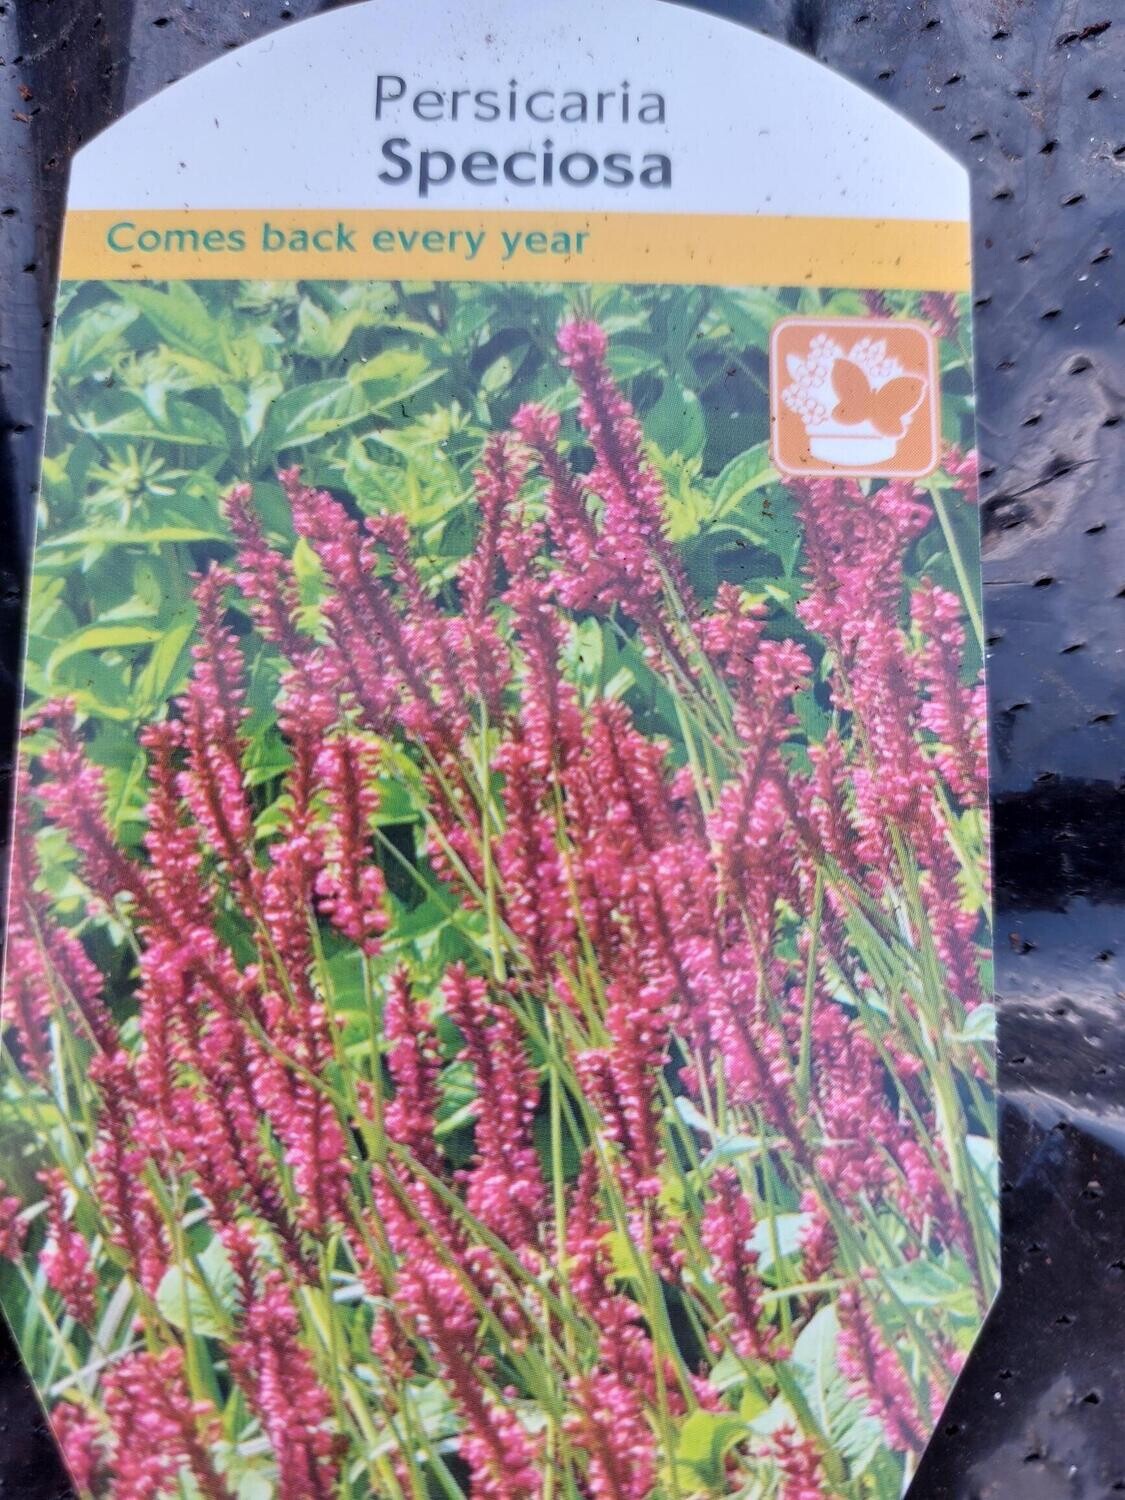 Persicaria
Speciosa
Comes back every year